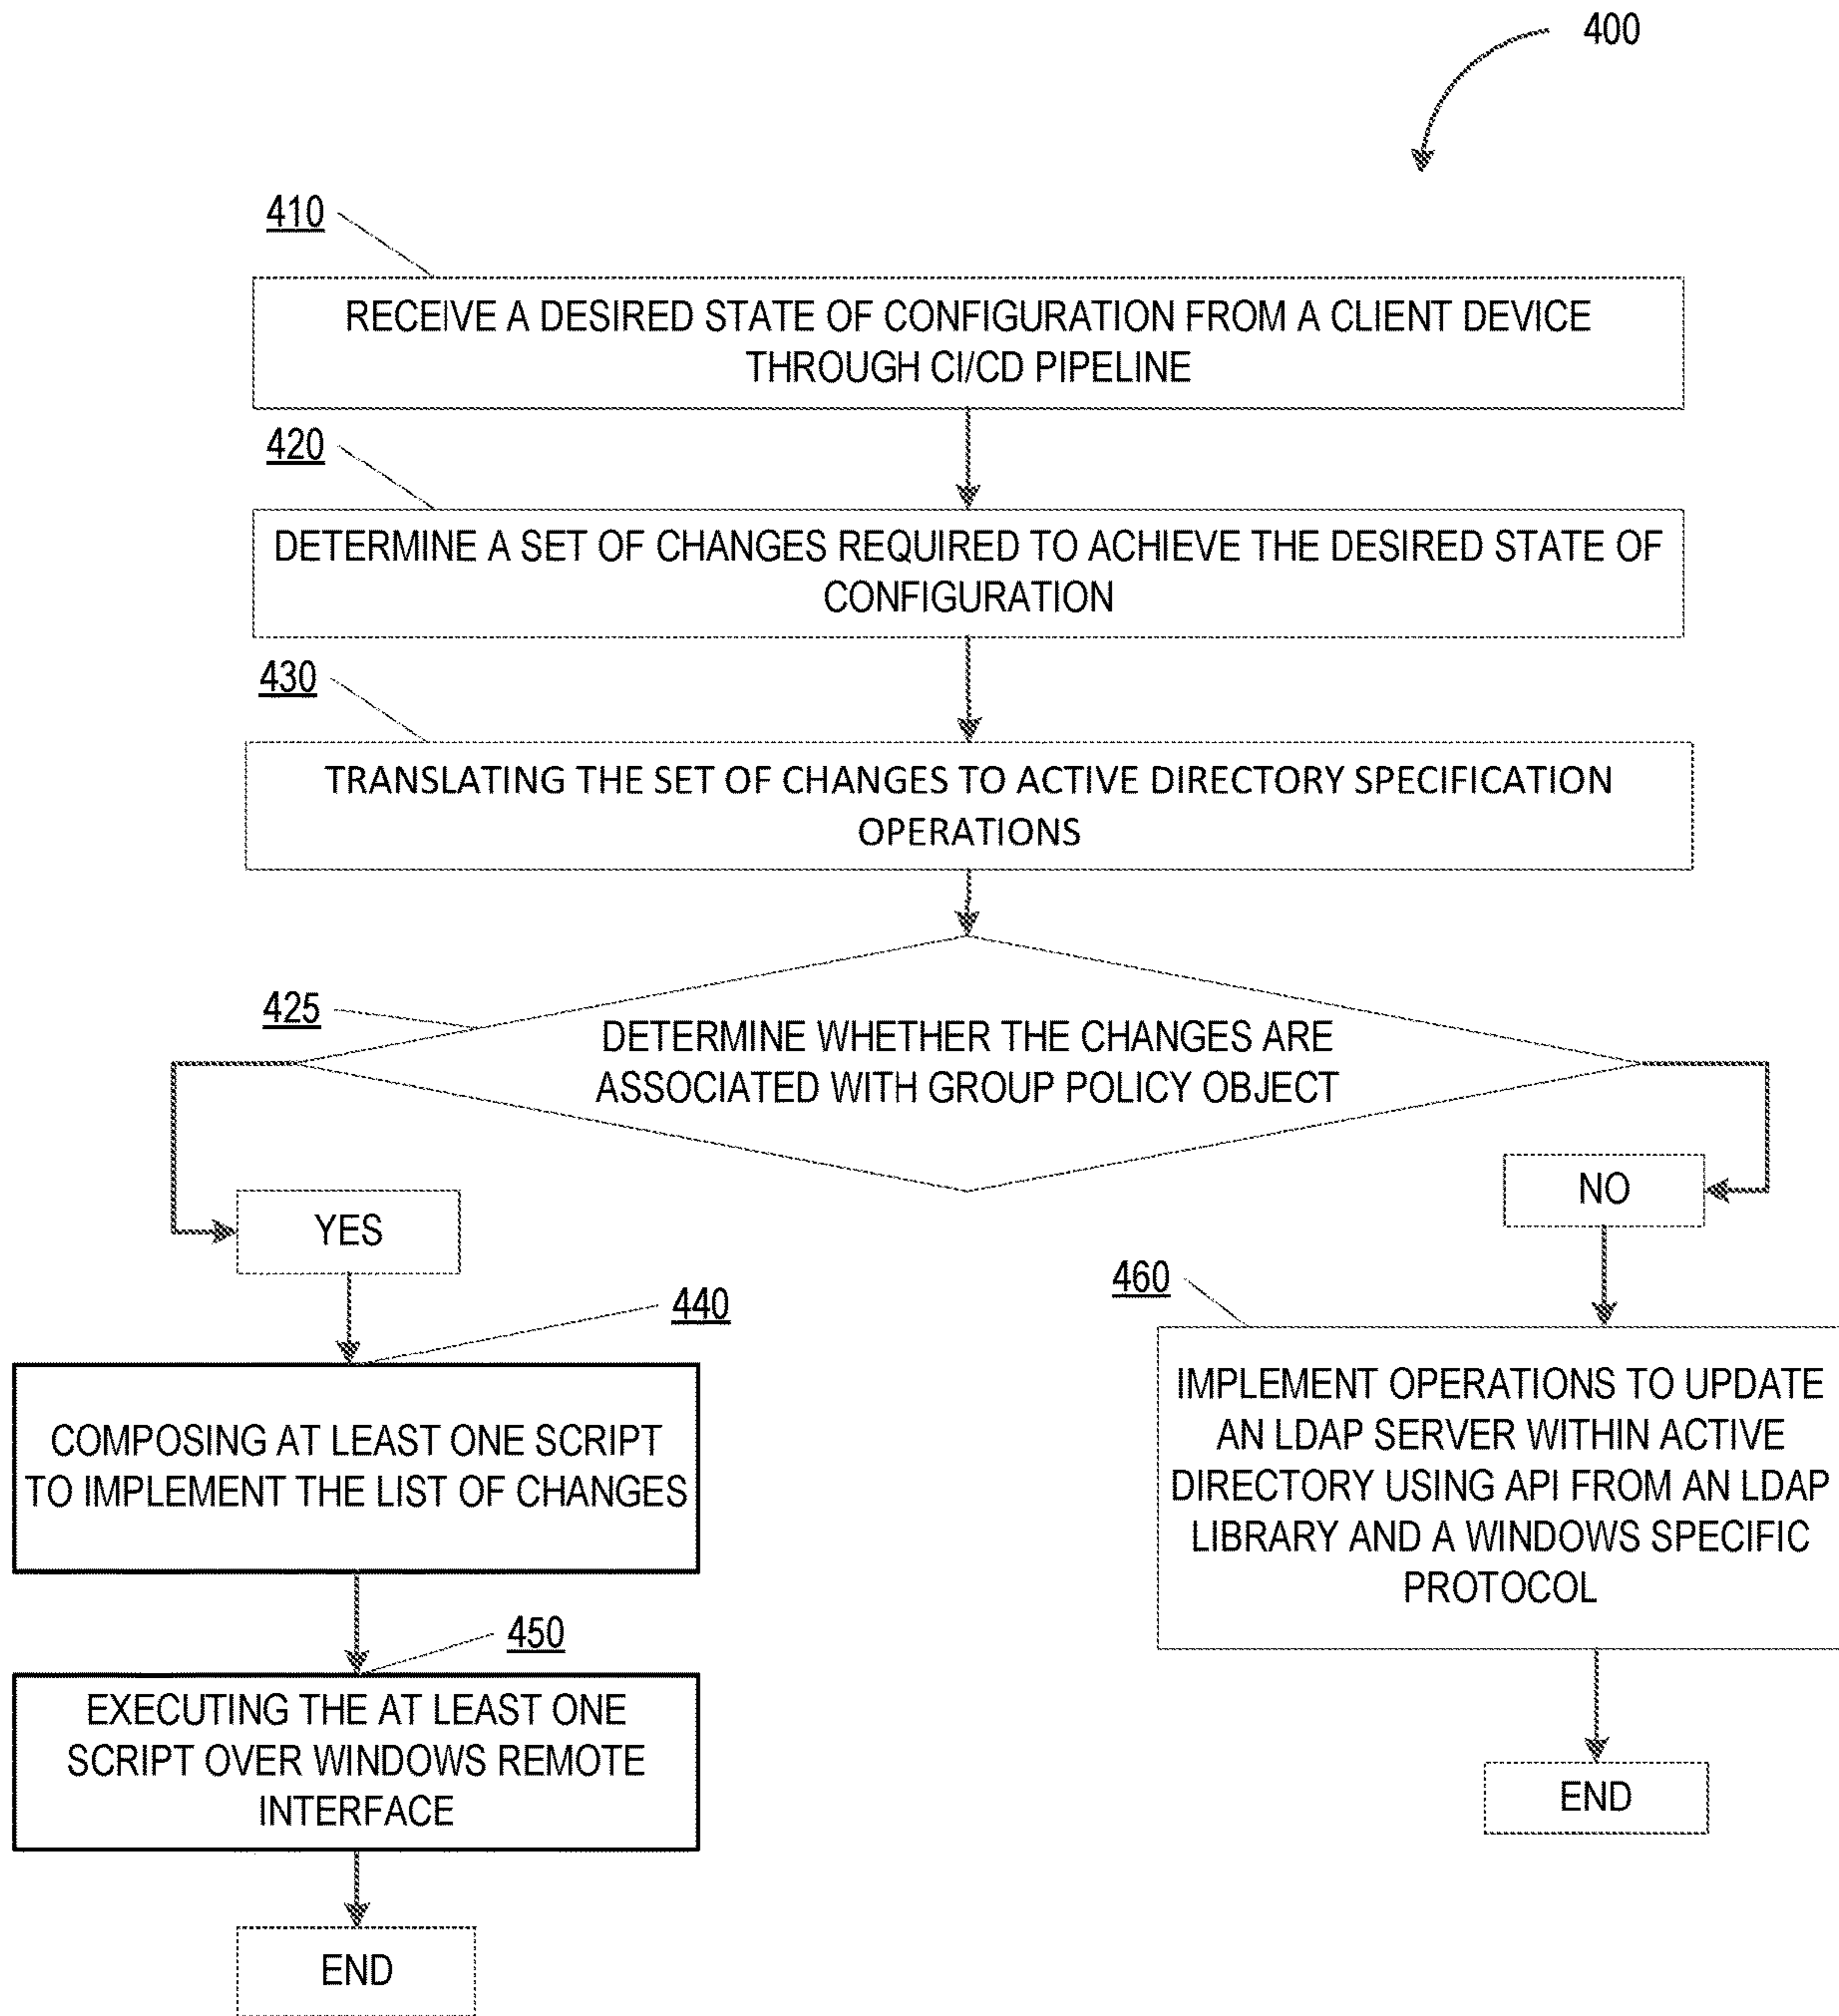 400
410
RECEIVE A DESIRED STATE OF CONFIGURATION FROM A CLIENT DEVICE
THROUGH CI/CD PIPELINE
420
DETERMINE A SET OF CHANGES REQUIRED TO ACHIEVE THE DESIRED STATE OF
CONFIGURATION
430
TRANSLATING THE SET OF CHANGES TO ACTIVE DIRECTORY SPECIFICATION
OPERATIONS
425
DETERMINE WHETHER THE CHANGES ARE
ASSOCIATED WITH GROUP POLICY OBJECT
YES
NO
440
COMPOSING AT LEAST ONE SCRIPT
TO IMPLEMENT THE LIST OF CHANGES
450
EXECUTING THE AT LEAST ONE
SCRIPT OVER WINDOWS REMOTE
INTERFACE
END
460
IMPLEMENT OPERATIONS TO UPDATE
AN LDAP SERVER WITHIN ACTIVE
DIRECTORY USING API FROM AN LDAP
LIBRARY AND A WINDOWS SPECIFIC
PROTOCOL
END